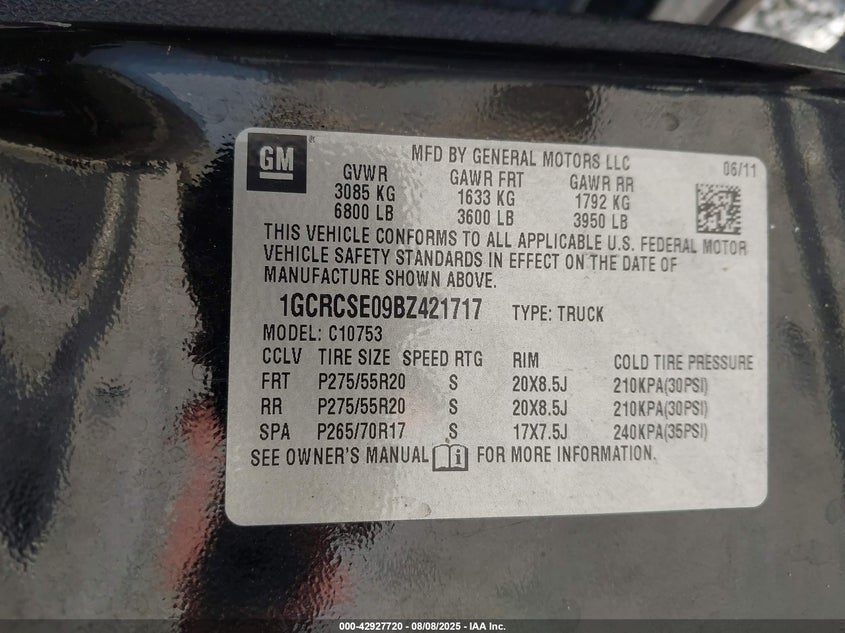 GM
MFD BY GENERAL MOTORS LLC 06/11
GVWR GAWR FRT GAWR RR
3085 KG 1633 KG 1792 KG
6800 LB 3600 LB 3950 LB
THIS VEHICLE CONFORMS TO ALL APPLICABLE U.S. FEDERAL MOTOR
VEHICLE SAFETY STANDARDS IN EFFECT ON THE DATE OF
MANUFACTURE SHOWN ABOVE.
1GCRCSE09BZ421717 TYPE: TRUCK
MODEL: C10753
CCLV TIRE SIZE SPEED RTG RIM COLD TIRE PRESSURE
FRT P275/55R20 S 20X8.5J 210KPA(30PSI)
RR P275/55R20 S 20X8.5J 210KPA(30PSI)
SPA P265/70R17 S 17X7.5J 240KPA(35PSI)
SEE OWNER'S MANUAL i FOR MORE INFORMATION.
000-42927720 - 08/08/2025 - IAA Inc.